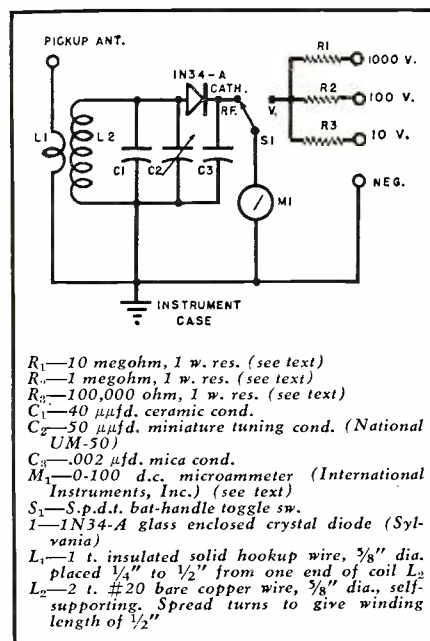 PICKUP ANT.
1N34-A
CATH.
RF.
V.
S1
R1
1000 V.
R2
100 V.
R3
10 V.
L1
L2
C1
C2
C3
M1
NEG.
INSTRUMENT
CASE
R₁—10 megohm, 1 w. res. (see text)
R₂—1 megohm, 1 w. res. (see text)
R₃—100,000 ohm, 1 w. res. (see text)
C₁—40 μμfd. ceramic cond.
C₂—50 μμfd. miniature tuning cond. (National
UM-50)
C₃—.002 μfd. mica cond.
M₁—0-100 d.c. microammeter (International
Instruments, Inc.) (see text)
S₁—S.p.d.t. bat-handle toggle sw.
1—1N34-A glass enclosed crystal diode (Syl-
vania)
L₁—1 t. insulated solid hookup wire, 5/8" dia.
placed 1/4" to 1/2" from one end of coil L₂
L₂—2 t. #20 bare copper wire, 5/8" dia., self-
supporting. Spread turns to give winding
length of 1/2"